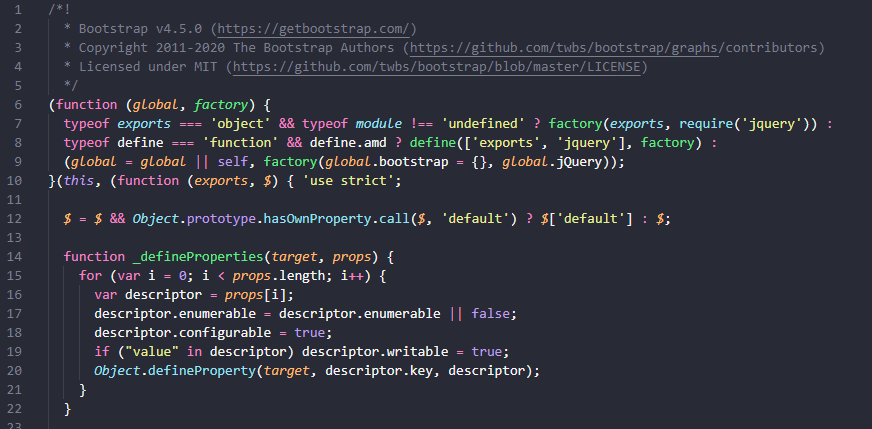 1 /*!
2 * Bootstrap v4.5.0 (https://getbootstrap.com/)
3 * Copyright 2011-2020 The Bootstrap Authors (https://github.com/twbs/bootstrap/graphs/contributors)
4 * Licensed under MIT (https://github.com/twbs/bootstrap/blob/master/LICENSE)
5 */
6 (function (global, factory) {
7 typeof exports === 'object' && typeof module !== 'undefined' ? factory(exports, require('jquery')) :
8 typeof define === 'function' && define.amd ? define(['exports', 'jquery'], factory) :
9 (global = global || self, factory(global.bootstrap = {}, global.jQuery));
10 }(this, (function (exports, $) { 'use strict';
11
12 $ = $ && Object.prototype.hasOwnProperty.call($, 'default') ? $['default'] : $;
13
14 function _defineProperties(target, props) {
15 for (var i = 0; i < props.length; i++) {
16 var descriptor = props[i];
17 descriptor.enumerable = descriptor.enumerable || false;
18 descriptor.configurable = true;
19 if ("value" in descriptor) descriptor.writable = true;
20 Object.defineProperty(target, descriptor.key, descriptor);
21 }
22 }
23